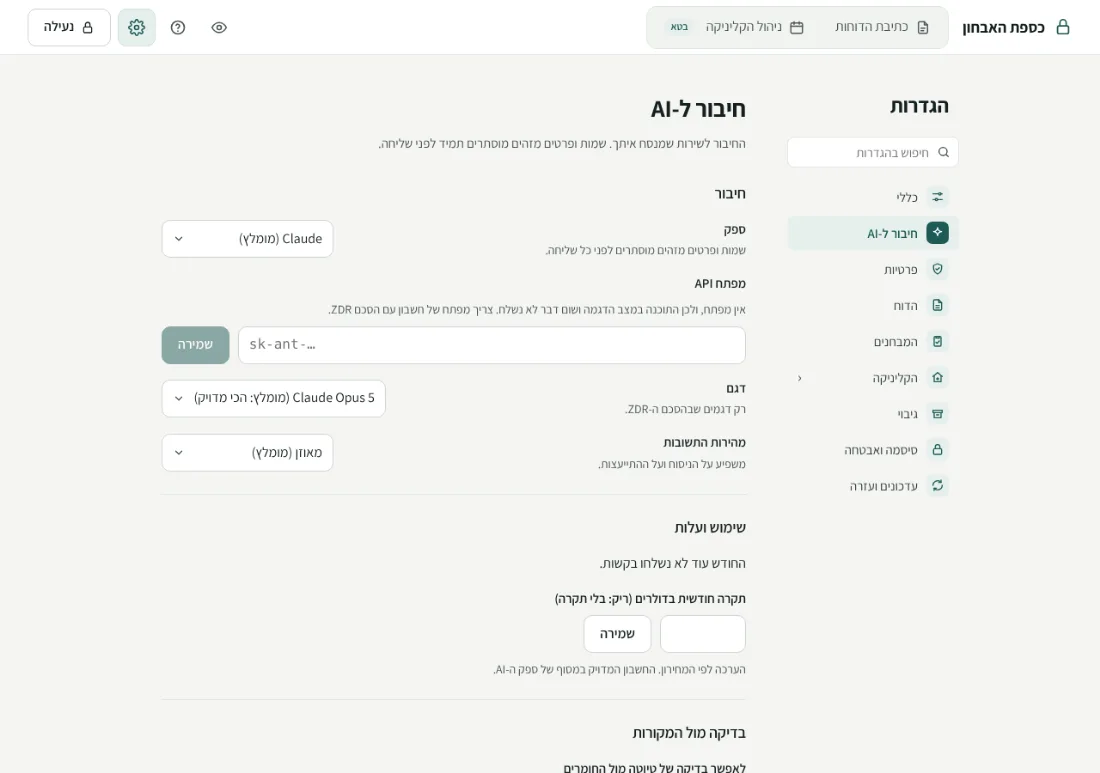 כספת האבחון
כתיבת הדוחות
ניהול הקליניקה
בטא
נעילה
הגדרות
חיפוש בהגדרות
כללי
חיבור ל-AI
פרטיות
הדוח
המבחנים
הקליניקה
גיבוי
סיסמה ואבטחה
עדכונים ועזרה
חיבור ל-AI
החיבור לשירות שמנסח איתך. שמות ופרטים מזהים מוסתרים תמיד לפני שליחה.
חיבור
ספק
שמות ופרטים מזהים מוסתרים לפני כל שליחה.
Claude (מומלץ)
מפתח API
אין מפתח, ולכן התוכנה במצב הדגמה ושום דבר לא נשלח. צריך מפתח של חשבון עם הסכם ZDR.
sk-ant-…
שמירה
דגם
רק דגמים שבהסכם ה-ZDR.
Claude Opus 5 (מומלץ: הכי מדויק)
מהירות התשובות
משפיע על הניסוח ועל ההתייעצות.
מאוזן (מומלץ)
שימוש ועלות
החודש עוד לא נשלחו בקשות.
תקרה חודשית בדולרים (ריק: בלי תקרה)
שמירה
הערכה לפי המחירון. החשבון המדויק במסוף של ספק ה-AI.
בדיקה מול המקורות
לאפשר בדיקה של טיוטה מול החומרים